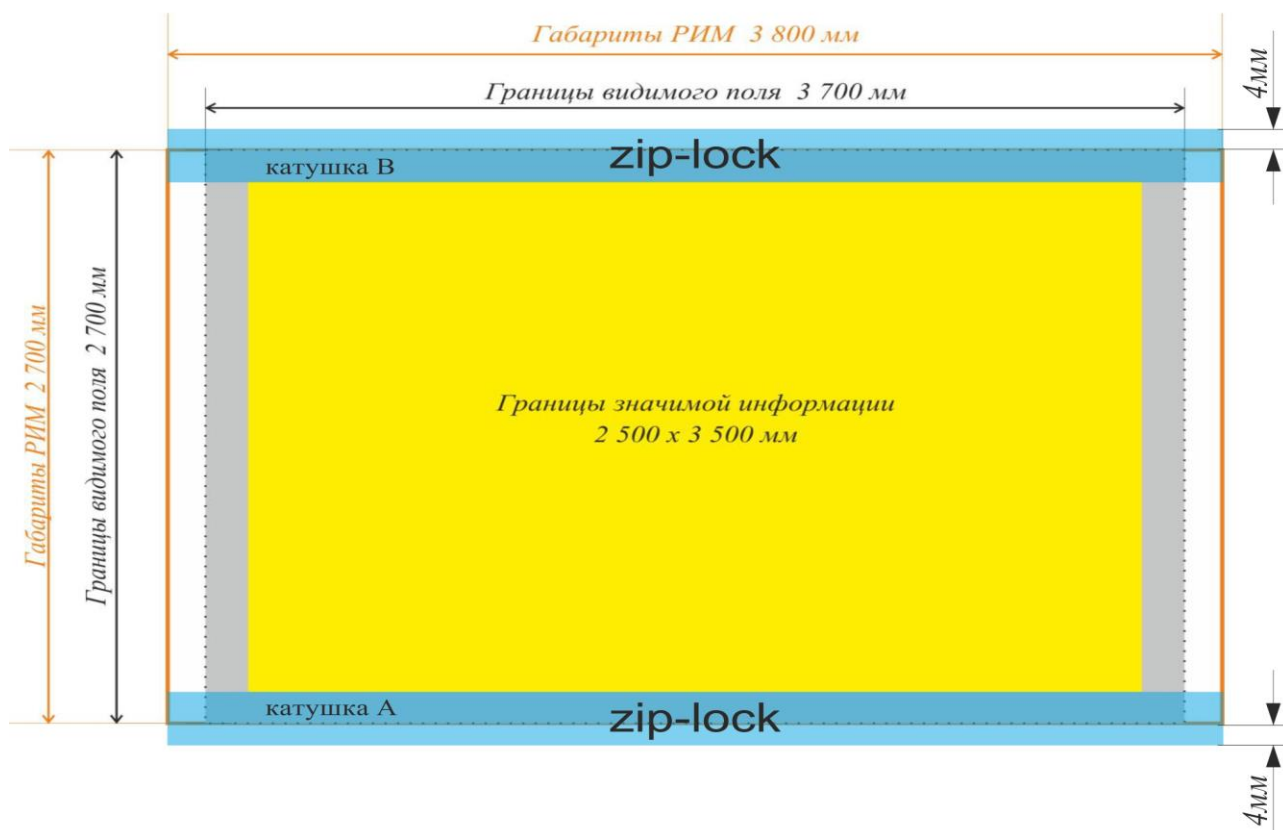 Габариты РИМ 3 800 мм
4мм
Границы видимого поля 3 700 мм
zip-lock
катушка В
Габариты РИМ 2 700 мм
Границы видимого поля 2 700 мм
Границы значимой информации
2 500 х 3 500 мм
катушка А
zip-lock
4мм